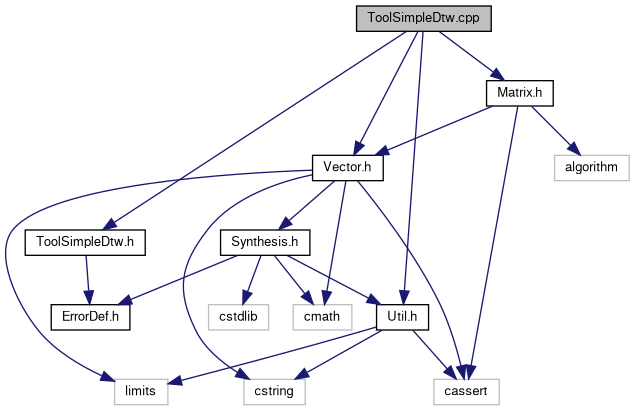 ToolSimpleDtw.cpp
Matrix.h
Vector.h
algorithm
ToolSimpleDtw.h
Synthesis.h
ErrorDef.h
cstdlib
cmath
Util.h
limits
cstring
cassert